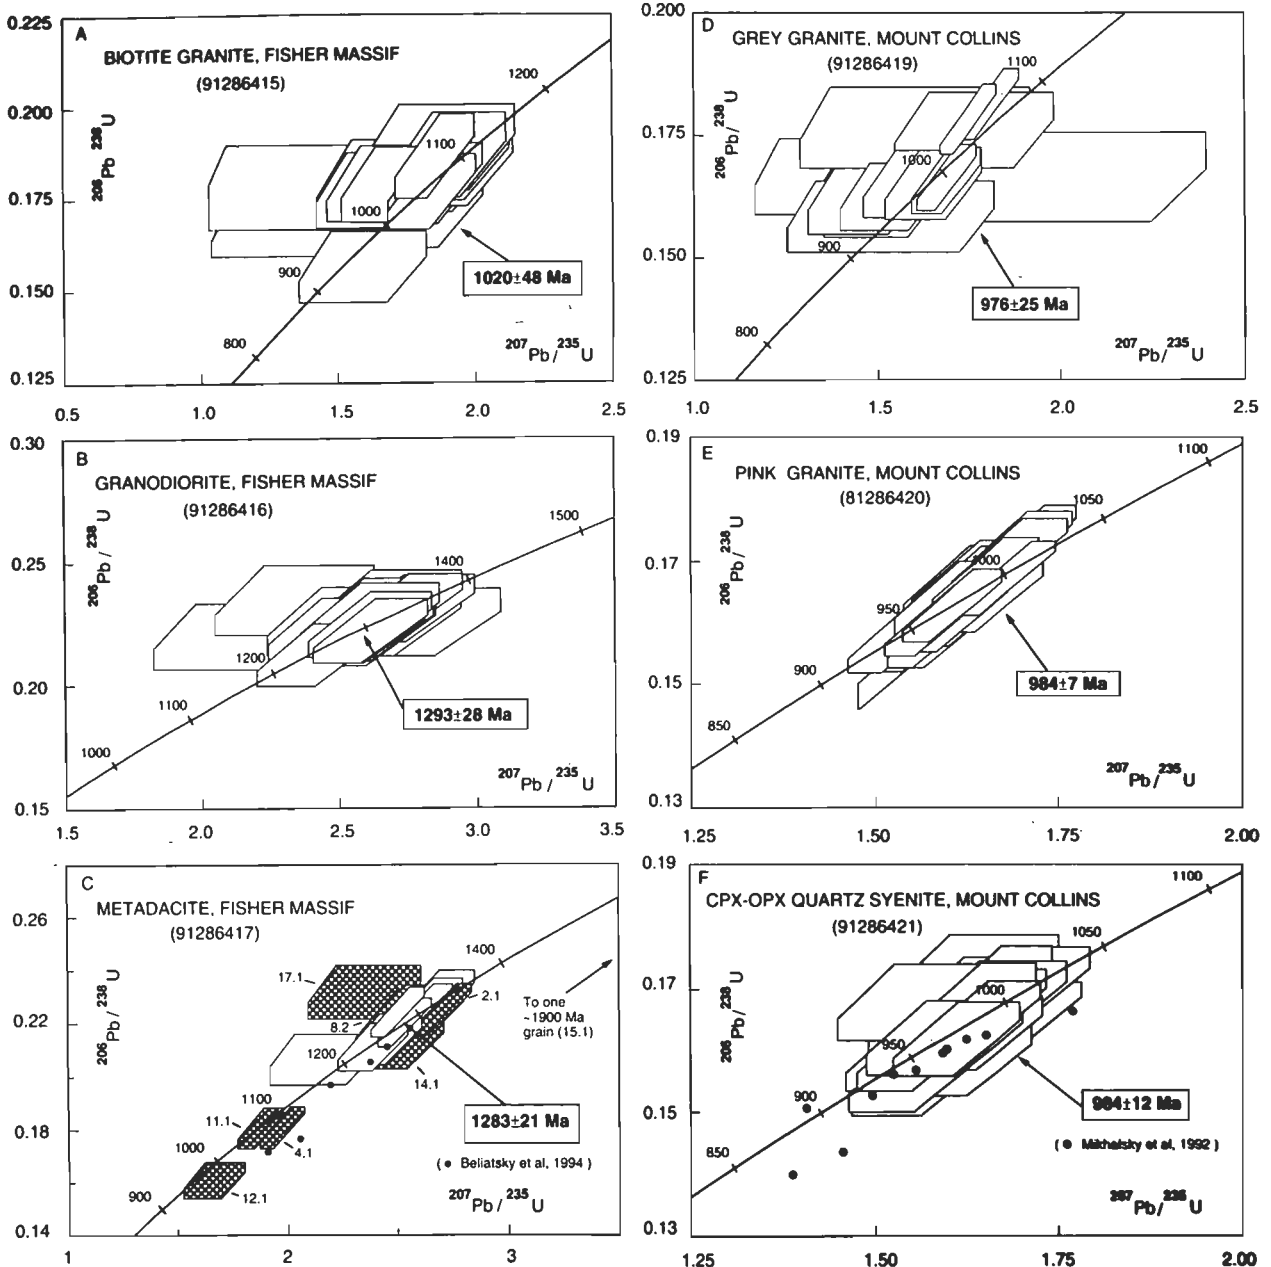 A
BIOTITE GRANITE, FISHER MASSIF
(91286415)
0.225
0.200
0.175
0.150
0.125
206Pb 238U
1200
1100
1000
900
800
1020±48 Ma
207Pb / 235U
0.5 1.0 1.5 2.0 2.5
D
GREY GRANITE, MOUNT COLLINS
(91286419)
0.200
0.175
0.150
0.125
206Pb / 238U
1100
1000
900
800
976±25 Ma
207Pb / 235U
1.0 1.5 2.0 2.5
B
GRANODIORITE, FISHER MASSIF
(91286416)
0.30
0.25
0.20
0.15
206Pb / 238U
1500
1400
1200
1100
1000
1293±28 Ma
207Pb / 235U
1.5 2.0 2.5 3.0 3.5
E
PINK GRANITE, MOUNT COLLINS
(81286420)
0.19
0.17
0.15
0.13
206Pb / 238U
1100
1050
1000
950
900
850
984±7 Ma
207Pb / 235U
1.25 1.50 1.75 2.00
C
METADACITE, FISHER MASSIF
(91286417)
0.26
0.22
0.18
0.14
206Pb / 238U
1400
17.1
2.1
8.2
To one
~1900 Ma
grain (15.1)
1200
14.1
1100
11.1
4.1
1000
12.1
900
1283±21 Ma
( • Beliatsky et al, 1994 )
207Pb / 235U
1 2 3
F
CPX-OPX QUARTZ SYENITE, MOUNT COLLINS
(91286421)
0.19
0.17
0.15
0.13
206Pb / 238U
1100
1050
1000
950
900
850
984±12 Ma
( • Mikhalsky et al, 1992 )
207Pb/ 235U
1.25 1.50 1.75 2.00